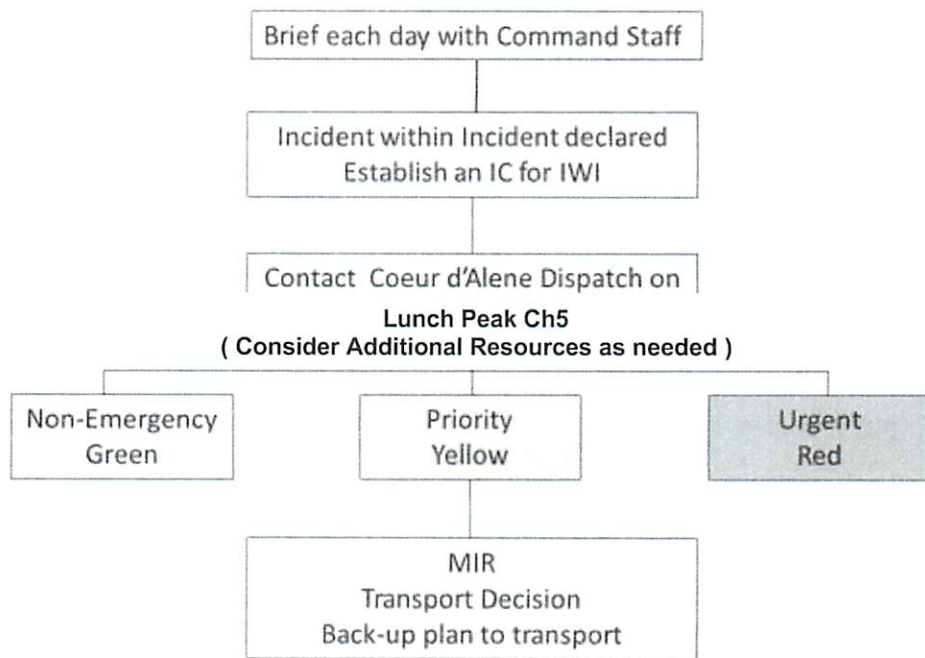 Brief each day with Command Staff
Incident within Incident declared
Establish an IC for IWI
Contact Coeur d'Alene Dispatch on
Lunch Peak Ch5
( Consider Additional Resources as needed )
Non-Emergency
Green
Priority
Yellow
Urgent
Red
MIR
Transport Decision
Back-up plan to transport